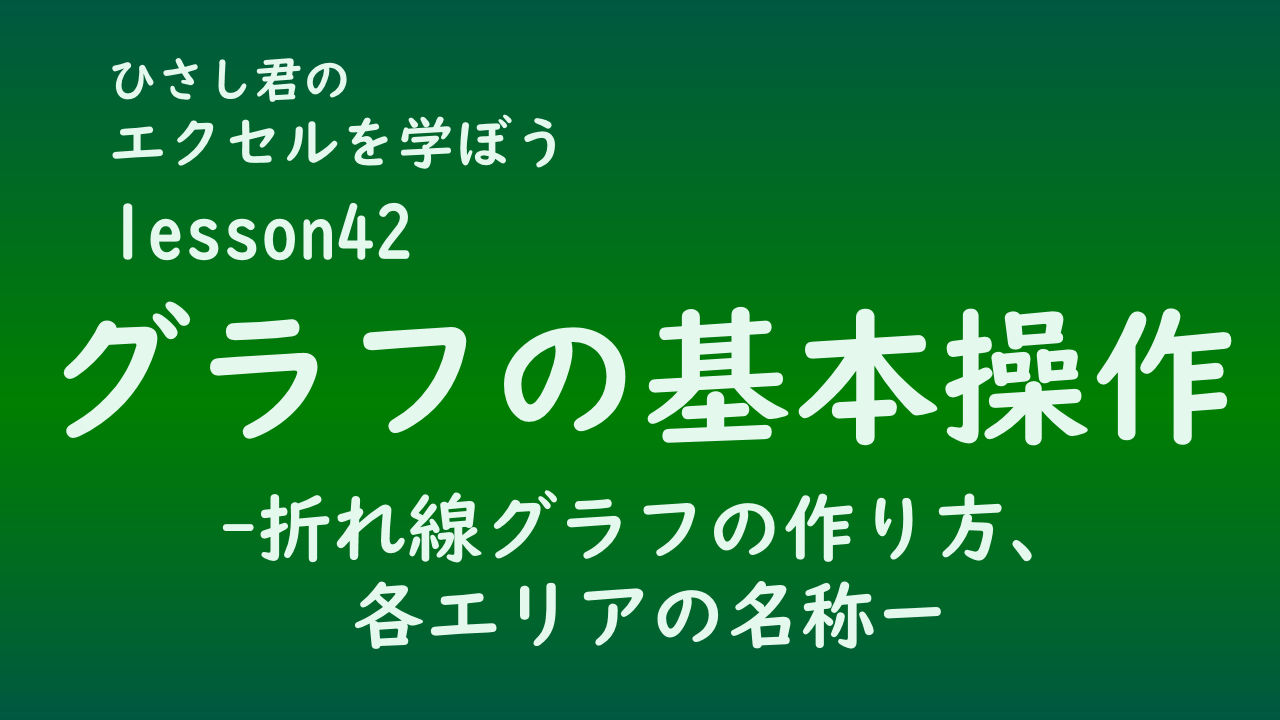 ひさし君の
エクセルを学ぼう
lesson42
グラフの基本操作
-折れ線グラフの作り方、
各エリアの名称ー